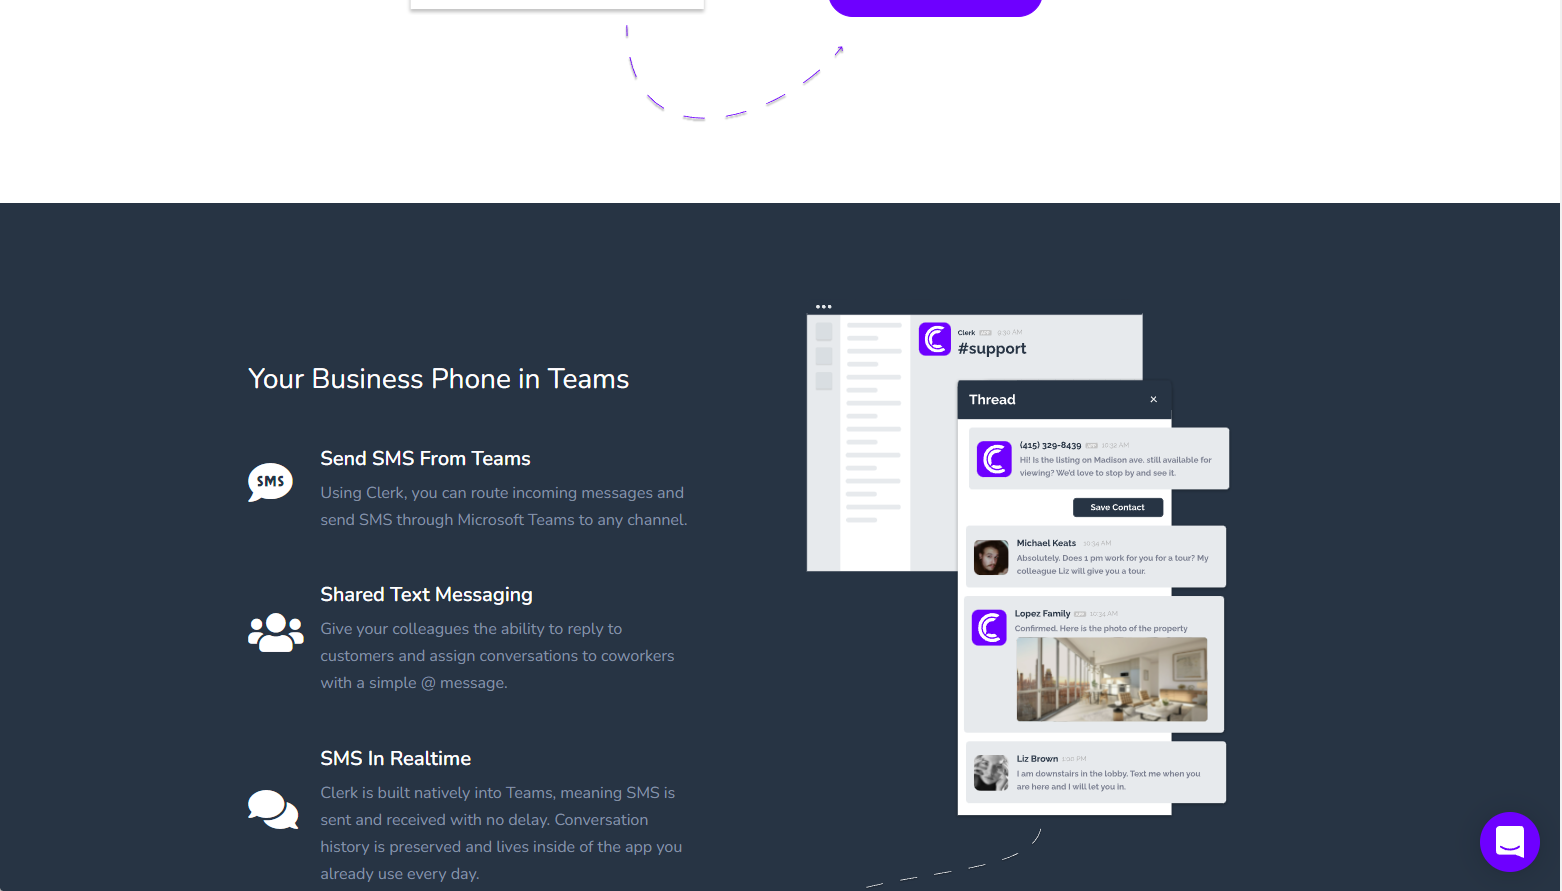 Your Business Phone in Teams
SMS
Send SMS From Teams
Using Clerk, you can route incoming messages and
send SMS through Microsoft Teams to any channel.
Shared Text Messaging
Give your colleagues the ability to reply to
customers and assign conversations to coworkers
with a simple @ message.
SMS In Realtime
Clerk is built natively into Teams, meaning SMS is
sent and received with no delay. Conversation
history is preserved and lives inside of the app you
already use every day.
Clerk APP 9:30 AM
#support
Thread ×
(415) 329-8439 APP 10:32 AM
Hi! Is the listing on Madison ave. still available for
viewing? We'd love to stop by and see it.
Save Contact
Michael Keats 10:34 AM
Absolutely. Does 1 pm work for you for a tour? My
colleague Liz will give you a tour.
Lopez Family APP 10:34 AM
Confirmed. Here is the photo of the property
Liz Brown 1:00 PM
I am downstairs in the lobby. Text me when you
are here and I will let you in.